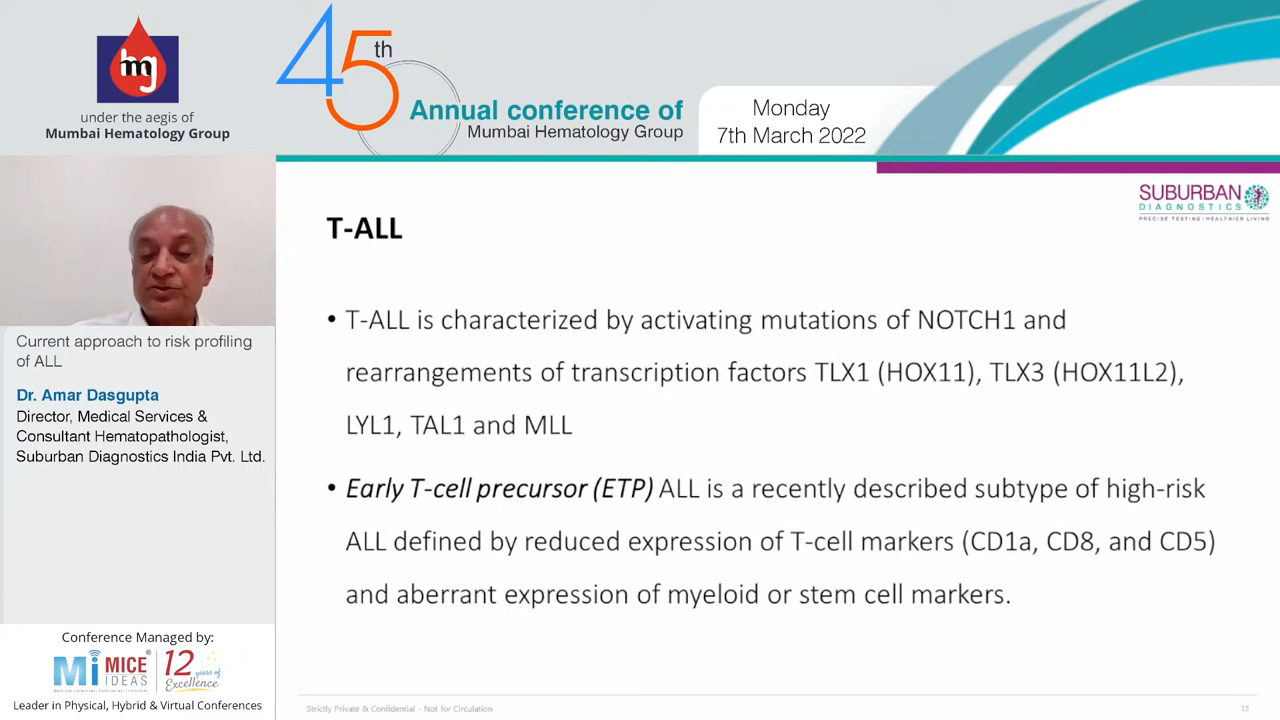 hmg
under the aegis of
Mumbai Hematology Group
45th
Annual conference of
Mumbai Hematology Group
Monday
7th March 2022
SUBURBAN
DIAGNOSTICS
PRECISE TESTING • HEALTHIER LIVING
Current approach to risk profiling
of ALL
Dr. Amar Dasgupta
Director, Medical Services &
Consultant Hematopathologist,
Suburban Diagnostics India Pvt. Ltd.
T-ALL
• T-ALL is characterized by activating mutations of NOTCH1 and
rearrangements of transcription factors TLX1 (HOX11), TLX3 (HOX11L2),
LYL1, TAL1 and MLL
• Early T-cell precursor (ETP) ALL is a recently described subtype of high-risk
ALL defined by reduced expression of T-cell markers (CD1a, CD8, and CD5)
and aberrant expression of myeloid or stem cell markers.
Conference Managed by:
Mi MICE
IDEAS
12 years of
Excellence
Leader in Physical, Hybrid & Virtual Conferences
Strictly Private & Confidential - Not for Circulation
13